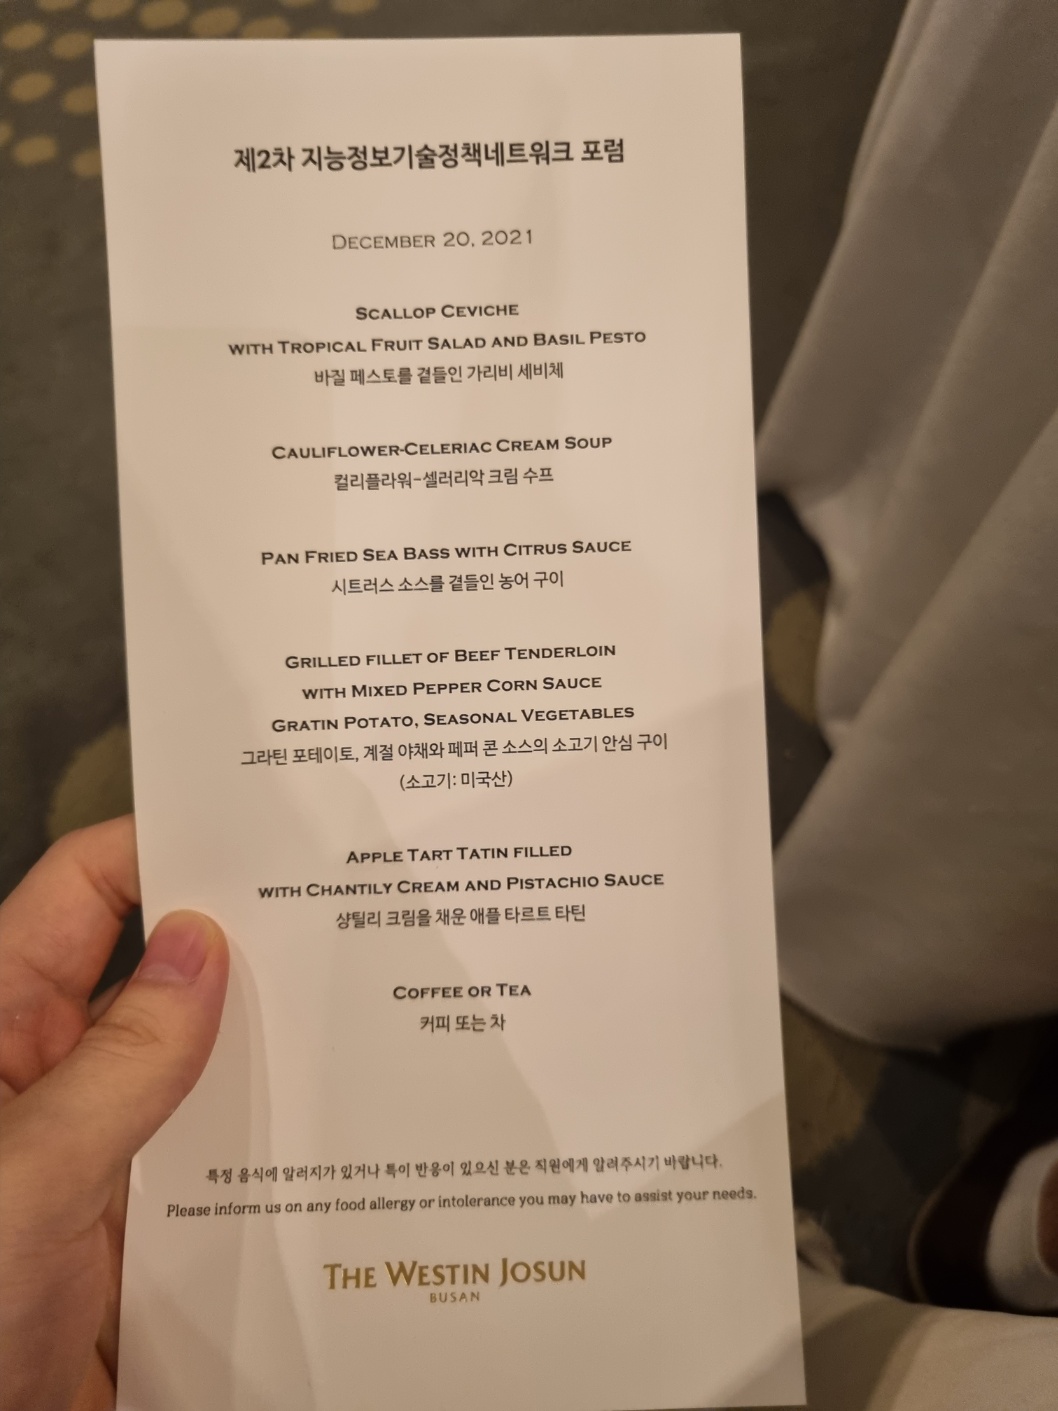 제2차 지능정보기술정책네트워크 포럼
DECEMBER 20, 2021
SCALLOP CEVICHE
WITH TROPICAL FRUIT SALAD AND BASIL PESTO
바질 페스토를 곁들인 가리비 세비체
CAULIFLOWER-CELERIAC CREAM SOUP
컬리플라워-셀러리악 크림 수프
PAN FRIED SEA BASS WITH CITRUS SAUCE
시트러스 소스를 곁들인 농어 구이
GRILLED FILLET OF BEEF TENDERLOIN
WITH MIXED PEPPER CORN SAUCE
GRATIN POTATO, SEASONAL VEGETABLES
그라틴 포테이토, 계절 야채와 페퍼 콘 소스의 소고기 안심 구이
(소고기: 미국산)
APPLE TART TATIN FILLED
WITH CHANTILY CREAM AND PISTACHIO SAUCE
샹틸리 크림을 채운 애플 타르트 타틴
COFFEE OR TEA
커피 또는 차
특정 음식에 알러지가 있거나 특이 반응이 있으신 분은 직원에게 알려주시기 바랍니다.
Please inform us on any food allergy or intolerance you may have to assist your needs.
THE WESTIN JOSUN
BUSAN